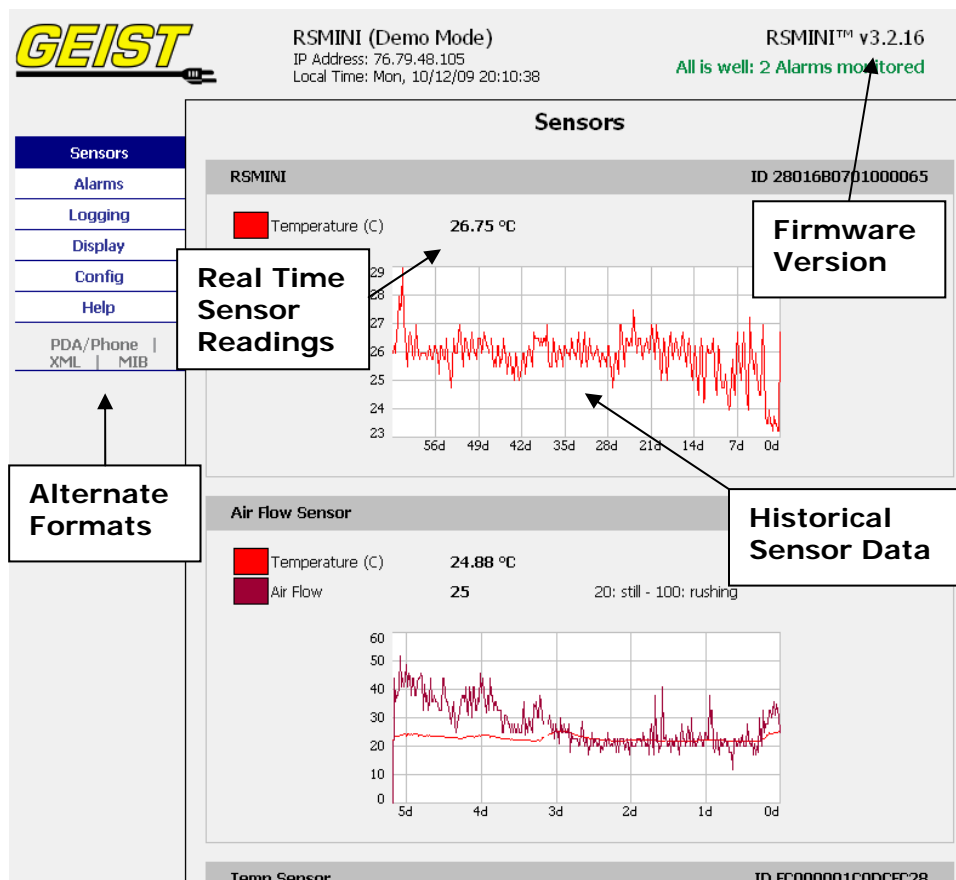 GEIST
RSMINI (Demo Mode)
IP Address: 76.79.48.105
Local Time: Mon, 10/12/09 20:10:38
RSMINI™ v3.2.16
All is well: 2 Alarms monitored
Sensors
Alarms
Logging
Display
Config
Help
PDA/Phone |
XML | MIB
Alternate
Formats
Sensors
RSMINI ID 28016B0701000065
Temperature (C) 26.75 ºC
Real Time
Sensor
Readings
Firmware
Version
29
28
27
26
25
24
23
56d 49d 42d 35d 28d 21d 14d 7d 0d
Historical
Sensor Data
Air Flow Sensor
Temperature (C) 24.88 ºC
Air Flow 25 20: still - 100: rushing
60
50
40
30
20
10
0
5d 4d 3d 2d 1d 0d
Temp Sensor